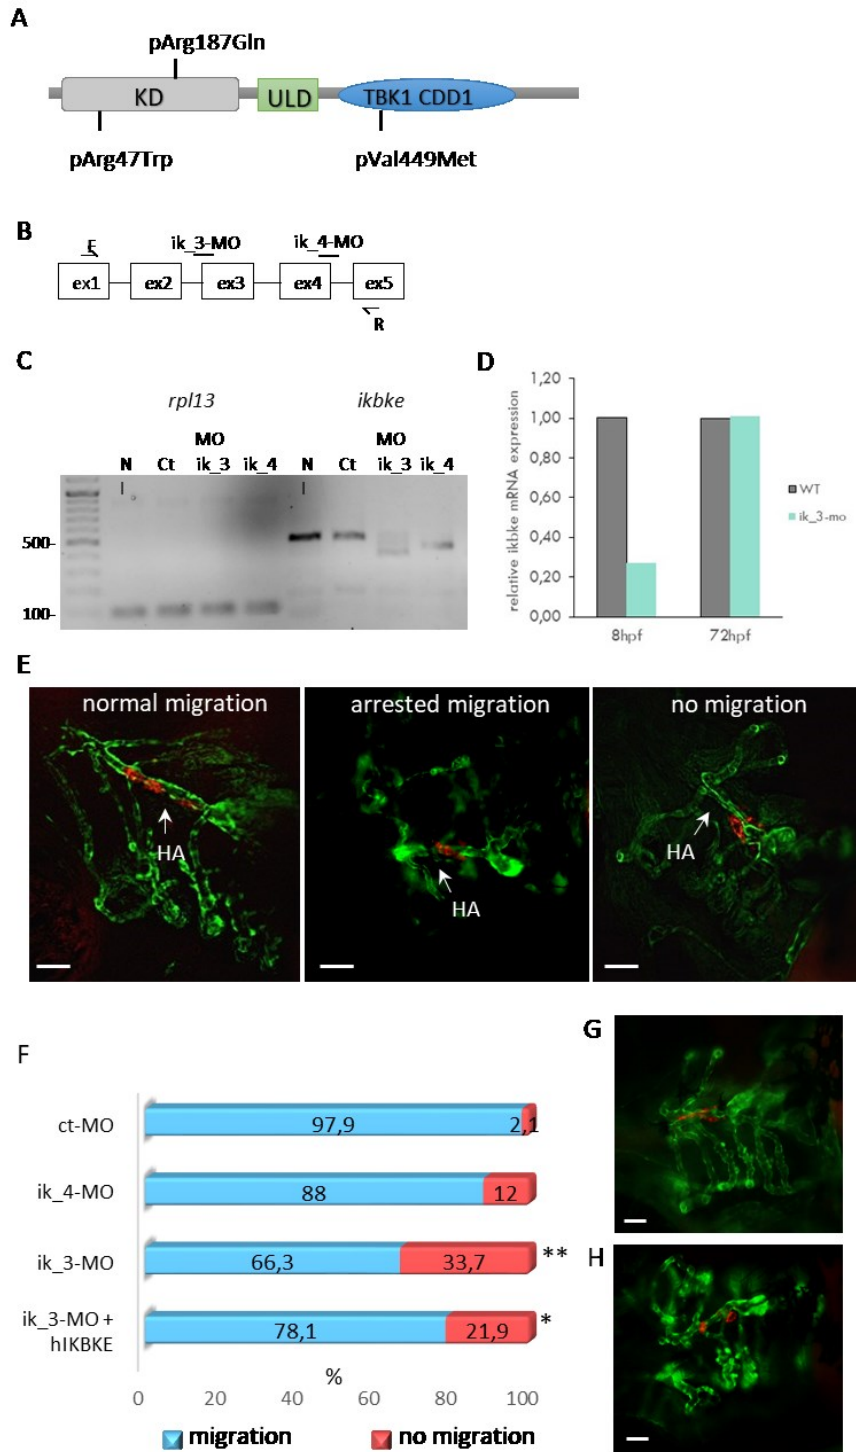 A
pArg187Gln
KD
ULD
TBK1 CDD1
pArg47Trp
pVal449Met
B
F
ik_3-MO
ik_4-MO
ex1
ex2
ex3
ex4
ex5
R
C
rpl13
ikbke
MO
MO
N
Ct
ik_3
ik_4
N
Ct
ik_3
ik_4
500-
100-
D
relative ikbke mRNA expression
1,20
1,00
0,80
0,60
0,40
0,20
0,00
8hpf
72hpf
WT
ik_3-mo
E
normal migration
arrested migration
no migration
HA
HA
HA
F
ct-MO
97,9
2,1
ik_4-MO
88
12
ik_3-MO
66,3
33,7
**
ik_3-MO +
hIKBKE
78,1
21,9
*
%
0
20
40
60
80
100
migration
no migration
G
H